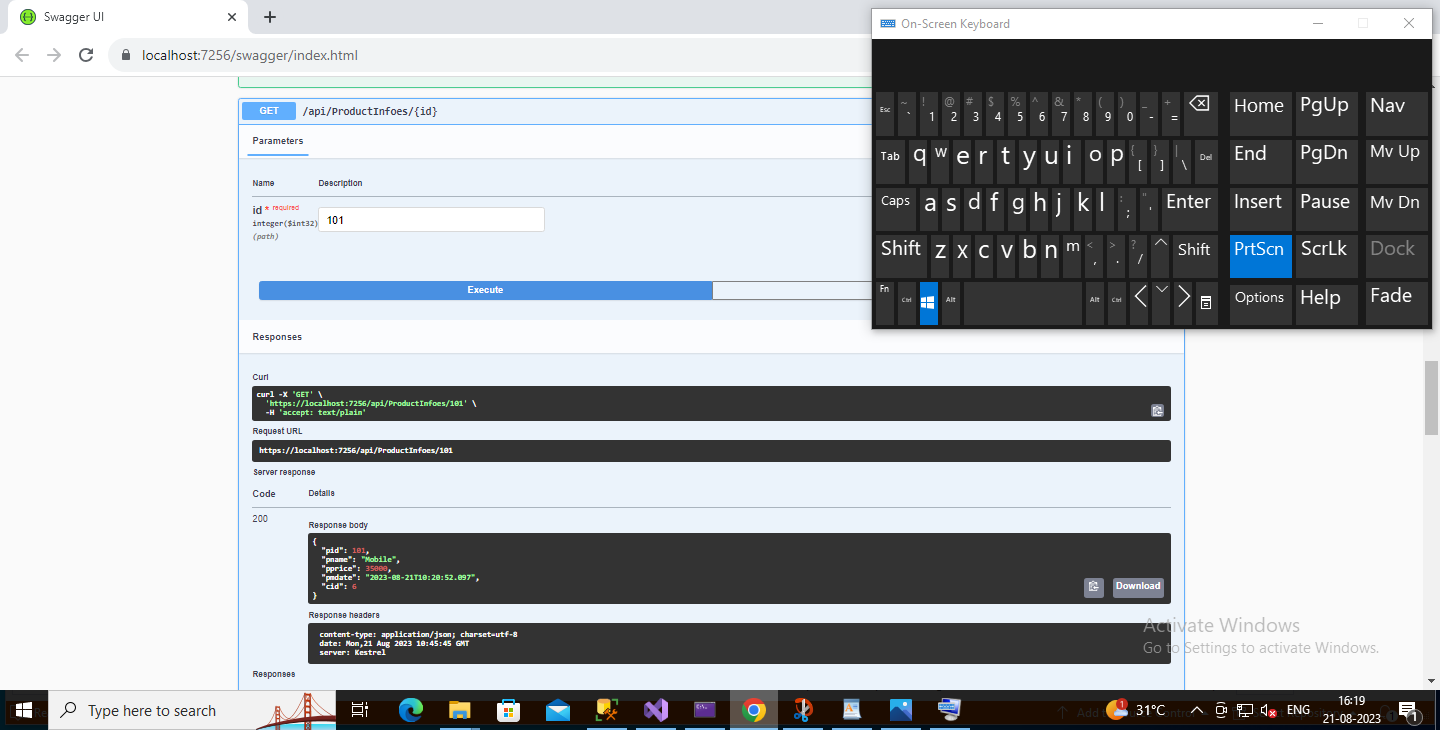 Swagger UI
On-Screen Keyboard
localhost:7256/swagger/index.html
GET /api/ProductInfoes/{id}
Parameters
Name Description
id * required
integer($int32)
(path)
101
Execute
Responses
Curl
curl -X 'GET' \
'https://localhost:7256/api/ProductInfoes/101' \
-H 'accept: text/plain'
Request URL
https://localhost:7256/api/ProductInfoes/101
Server response
Code Details
200
Response body
{
"pid": 101,
"pname": "Mobile",
"pprice": 35000,
"pmdate": "2023-08-21T10:20:52.097",
"cid": 6
}
Download
Response headers
content-type: application/json; charset=utf-8
date: Mon,21 Aug 2023 10:45:45 GMT
server: Kestrel
Responses
Esc ~ ` ! 1 @ 2 # 3 $ 4 % 5 ^ 6 & 7 * 8 ( 9 ) 0 _ - + = Home PgUp Nav
Tab q w e r t y u i o p { [ } ] | \ Del End PgDn Mv Up
Caps a s d f g h j k l : ; " ' Enter Insert Pause Mv Dn
Shift z x c v b n m < , > . ? / Shift PrtScn ScrLk Dock
Fn Ctrl Alt Alt Ctrl Options Help Fade
Activate Windows
Go to Settings to activate Windows.
Type here to search
1
31°C
ENG
16:19
21-08-2023
1